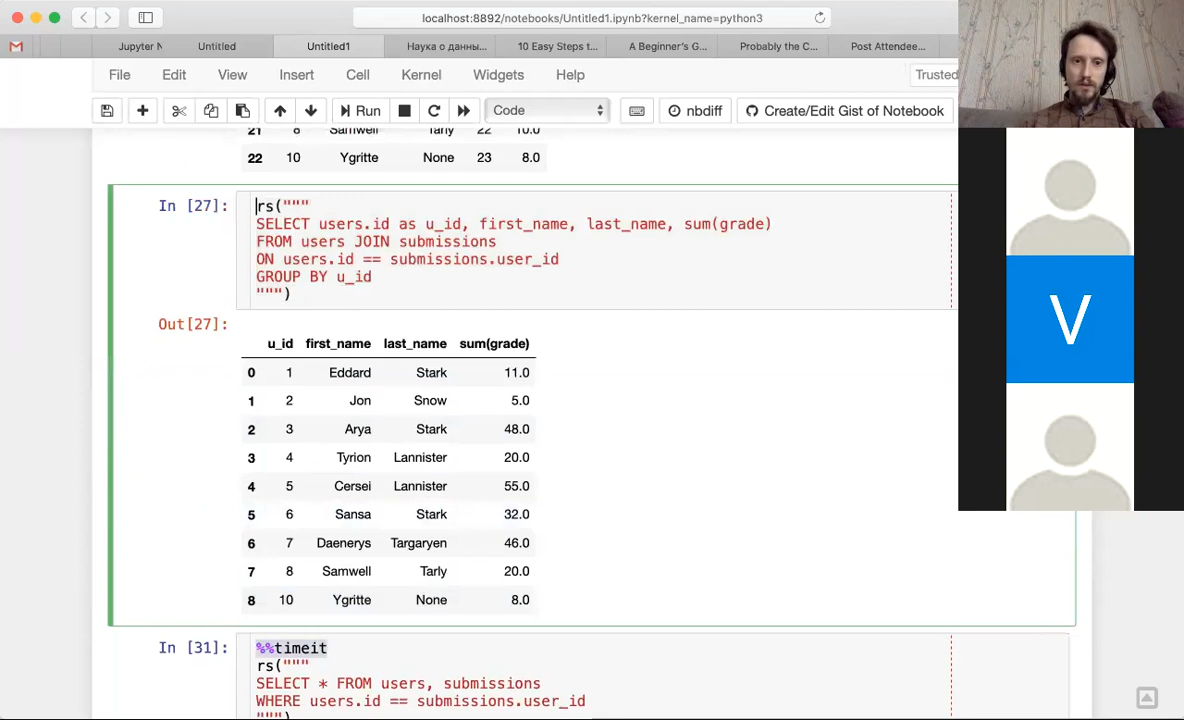 localhost:8892/notebooks/Untitled1.ipynb?kernel_name=python3
Jupyter N
Untitled
Untitled1
Наука о данны...
10 Easy Steps t...
A Beginner's G...
Probably the C...
Post Attendee...
File Edit View Insert Cell Kernel Widgets Help
Trusted
Run
Code
nbdiff
Create/Edit Gist of Notebook
21 8 Samwell Tarly 22 10.0
22 10 Ygritte None 23 8.0
In [27]:
rs("""
SELECT users.id as u_id, first_name, last_name, sum(grade)
FROM users JOIN submissions
ON users.id == submissions.user_id
GROUP BY u_id
""")
Out[27]:
u_id first_name last_name sum(grade)
0 1 Eddard Stark 11.0
1 2 Jon Snow 5.0
2 3 Arya Stark 48.0
3 4 Tyrion Lannister 20.0
4 5 Cersei Lannister 55.0
5 6 Sansa Stark 32.0
6 7 Daenerys Targaryen 46.0
7 8 Samwell Tarly 20.0
8 10 Ygritte None 8.0
In [31]:
%%timeit
rs("""
SELECT * FROM users, submissions
WHERE users.id == submissions.user_id
""")
V